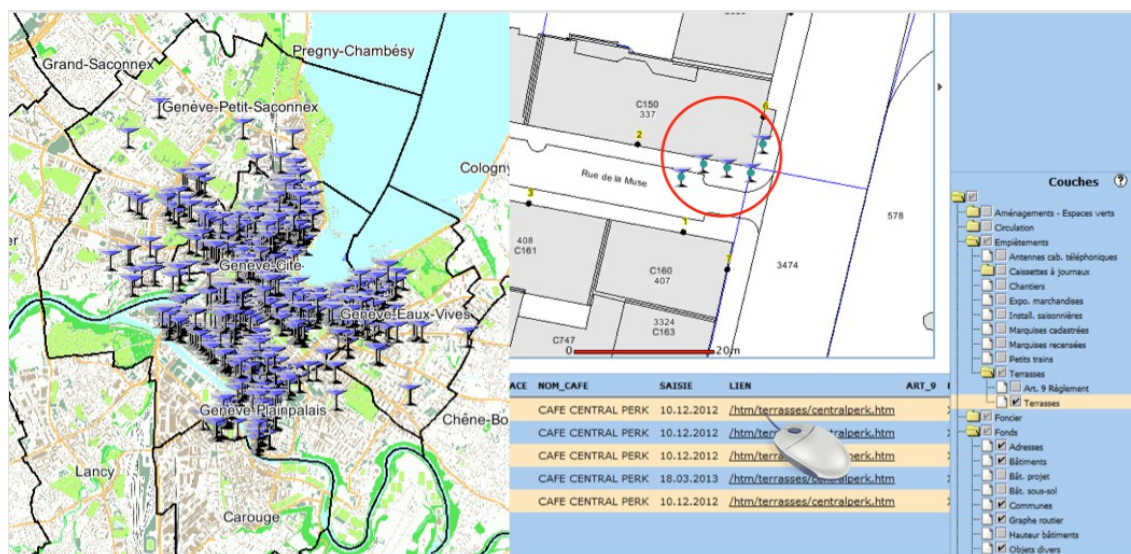 Pregny-Chambésy
Grand-Saconnex
Genève-Petit-Saconnex
Cologny
Genève-Cité
Genève-Eaux-Vives
Genève-Plainpalais
Chêne-Bo
Lancy
Carouge
C150
337
6
2
Rue de la Muse
3
1
408
C161
C160
407
578
3474
3324
C163
C747
0 20 m
ACE NOM_CAFE SAISIE LIEN ART_9
CAFE CENTRAL PERK 10.12.2012 /htm/terrasses/centralperk.htm
CAFE CENTRAL PERK 10.12.2012 /htm/terrasses/centralperk.htm
CAFE CENTRAL PERK 10.12.2012 /htm/terrasses/centralperk.htm
CAFE CENTRAL PERK 18.03.2013 /htm/terrasses/centralperk.htm
CAFE CENTRAL PERK 10.12.2012 /htm/terrasses/centralperk.htm
Couches ?
Aménagements - Espaces verts
Circulation
Empiètements
Antennes cab. téléphoniques
Caissettes à journaux
Chantiers
Expo. marchandises
Install. saisonnières
Marquises cadastrées
Marquises recensées
Petits trains
Terrasses
Art. 9 Règlement
Terrasses
Foncier
Fonds
Adresses
Bâtiments
Bât. projet
Bât. sous-sol
Communes
Graphe routier
Hauteur bâtiments
Objets divers